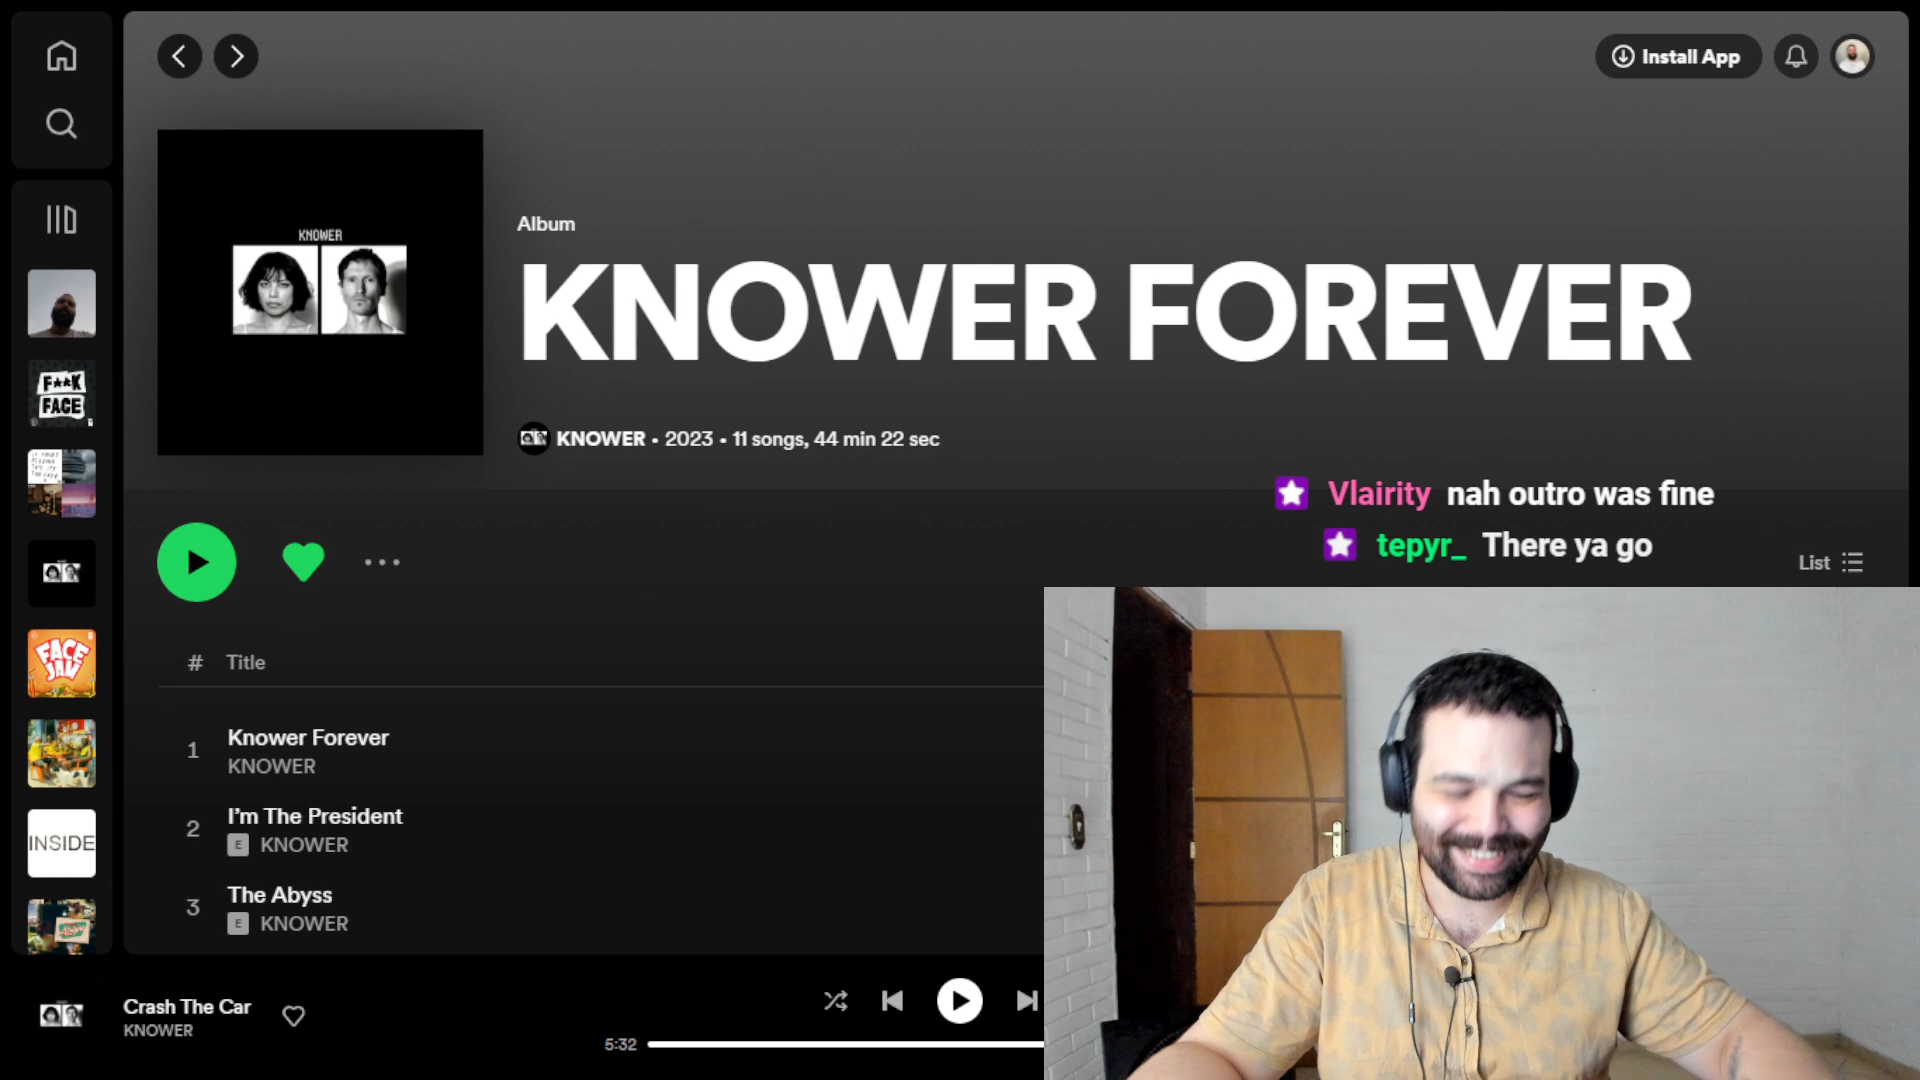 Install App
KNOWER
Album
KNOWER FOREVER
KNOWER • 2023 • 11 songs, 44 min 22 sec
Vlairity nah outro was fine
tepyr_ There ya go
List
# Title
1
Knower Forever
KNOWER
2
I'm The President
E KNOWER
3
The Abyss
E KNOWER
F**K
FACE
FACE
JAM
INSIDE
Crash The Car
KNOWER
5:32